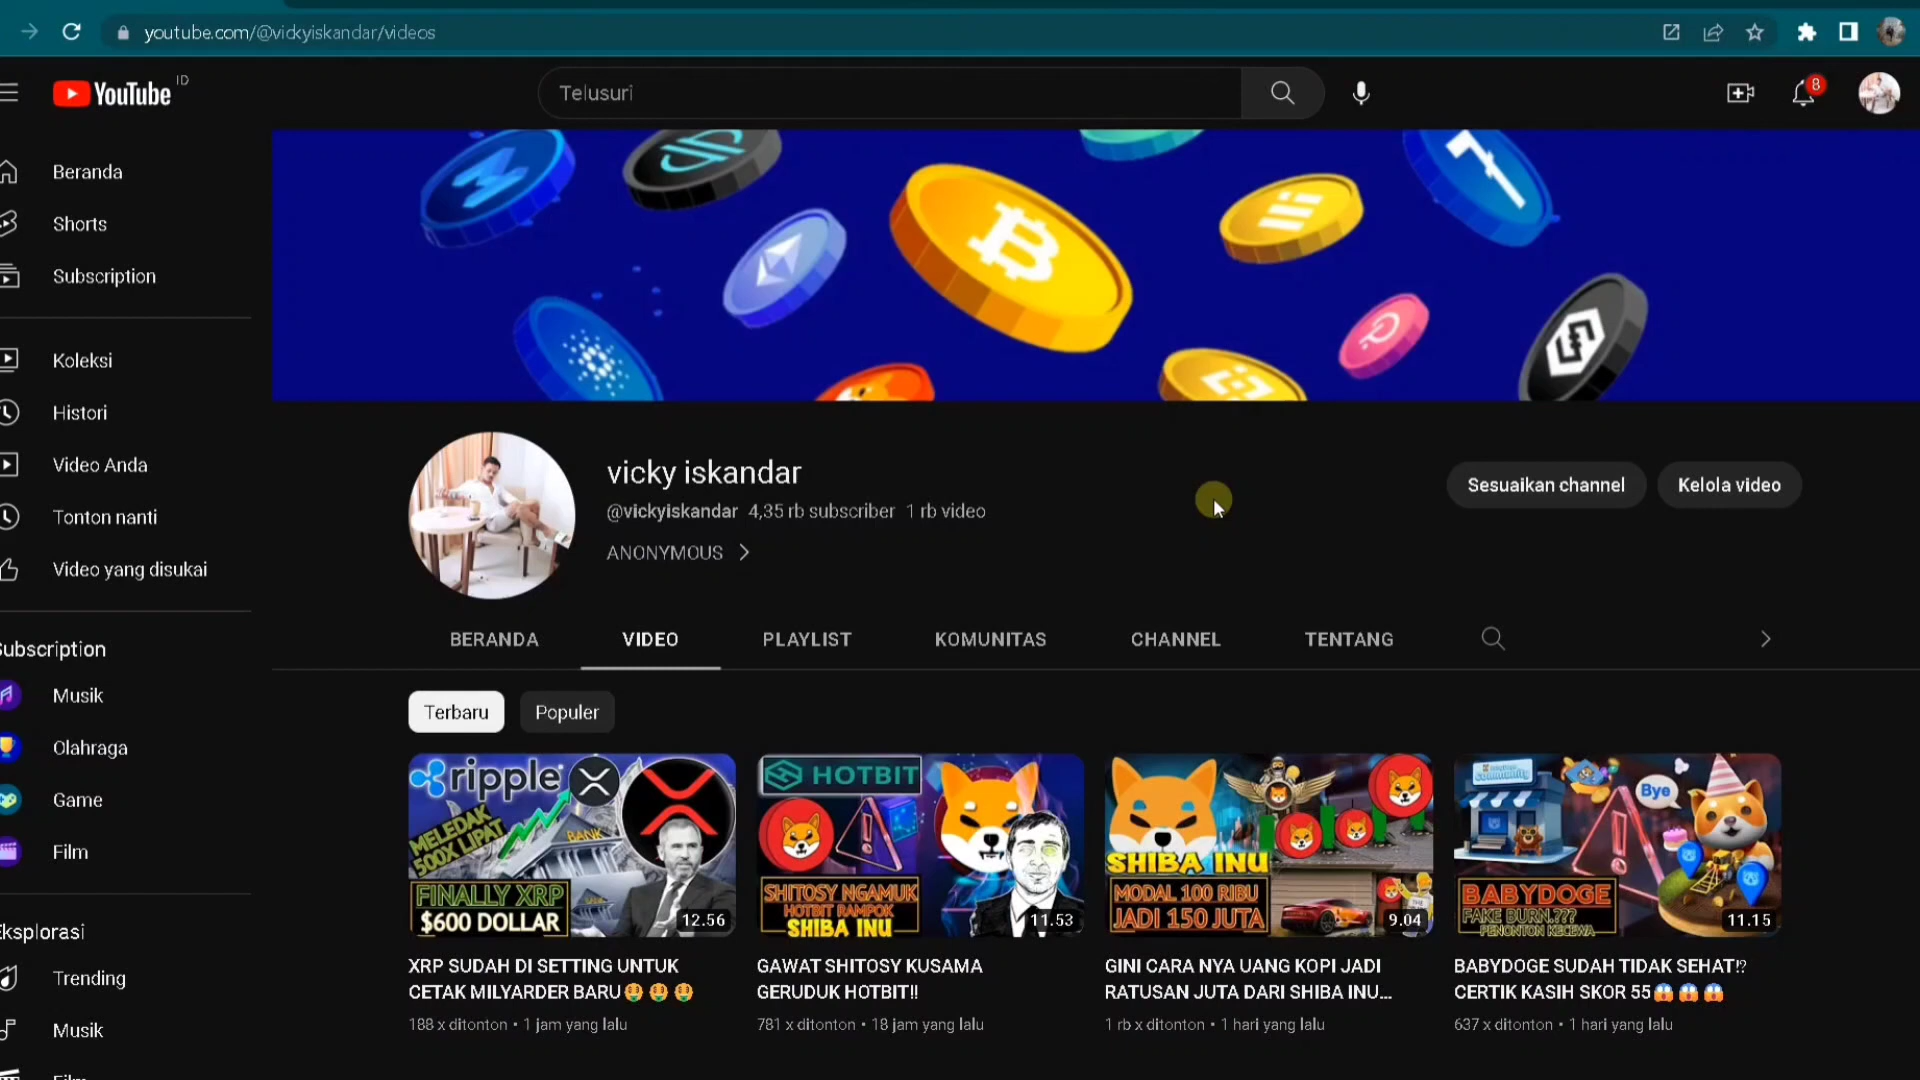 youtube.com/@vickyiskandar/videos
YouTube ID
Telusuri
8
Beranda
Shorts
Subscription
Koleksi
Histori
Video Anda
Tonton nanti
Video yang disukai
Subscription
Musik
Olahraga
Game
Film
Eksplorasi
Trending
Musik
Film
vicky iskandar
@vickyiskandar 4,35 rb subscriber 1 rb video
ANONYMOUS
Sesuaikan channel
Kelola video
BERANDA
VIDEO
PLAYLIST
KOMUNITAS
CHANNEL
TENTANG
Terbaru
Populer
ripple
MELEDAK
500X LIPAT
BANK
FINALLY XRP
$600 DOLLAR
12.56
XRP SUDAH DI SETTING UNTUK
CETAK MILYARDER BARU🤑🤑🤑
188 x ditonton • 1 jam yang lalu
HOTBIT
SHITOSY NGAMUK
HOTBIT RAMPOK
SHIBA INU
11.53
GAWAT SHITOSY KUSAMA
GERUDUK HOTBIT!!
781 x ditonton • 18 jam yang lalu
SHIBA INU
MODAL 100 RIBU
JADI 150 JUTA
9.04
GINI CARA NYA UANG KOPI JADI
RATUSAN JUTA DARI SHIBA INU...
1 rb x ditonton • 1 hari yang lalu
Community
Bye
BABYDOGE
FAKE BURN.???
PENONTON KECEWA
11.15
BABYDOGE SUDAH TIDAK SEHAT!?
CERTIK KASIH SKOR 55😱😱😱
637 x ditonton • 1 hari yang lalu